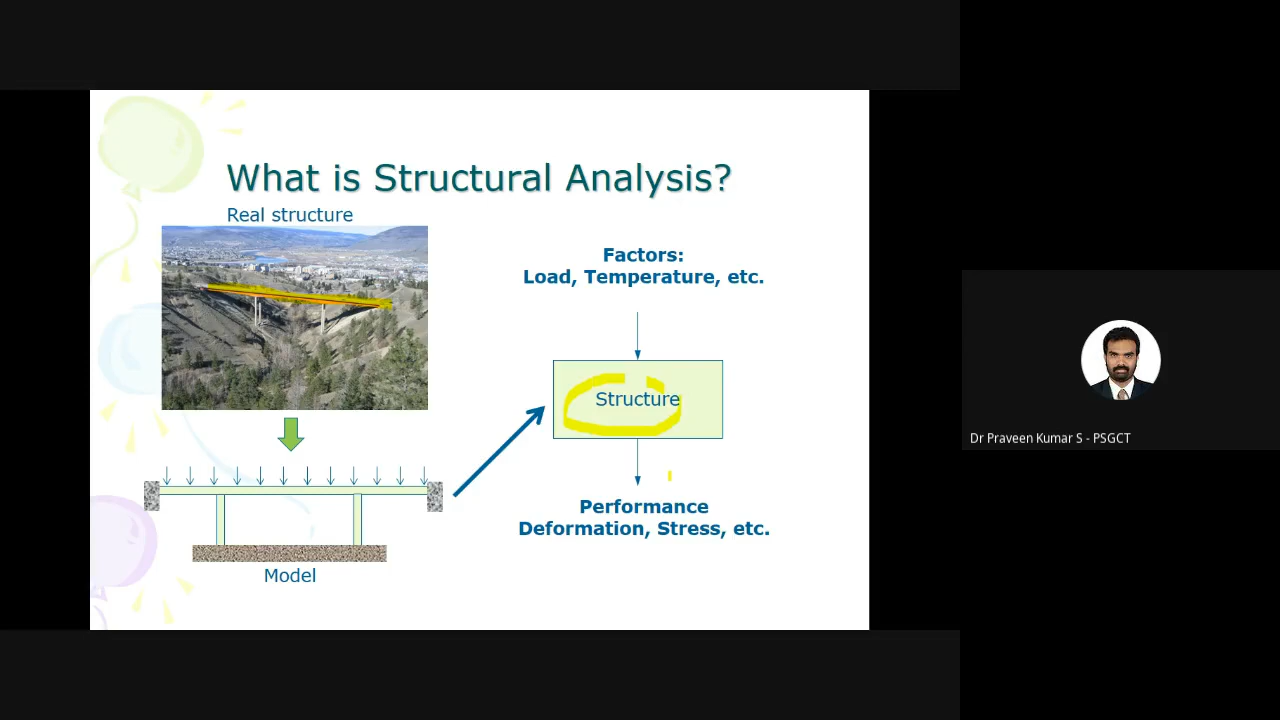 What is Structural Analysis?
Real structure
Factors:
Load, Temperature, etc.
Structure
Performance
Deformation, Stress, etc.
Model
Dr Praveen Kumar S - PSGCT